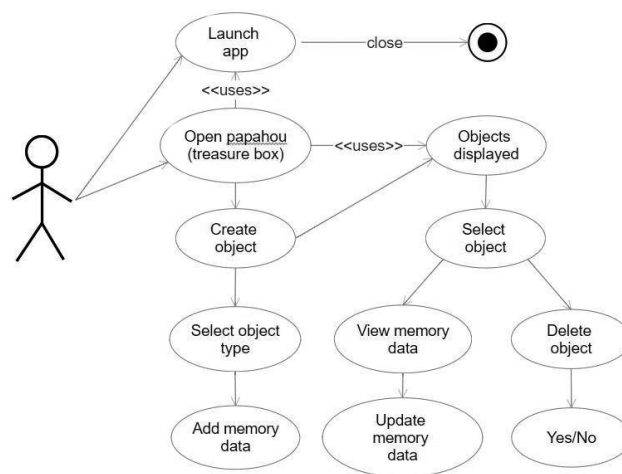 Launch
app
close
<<uses>>
Open papahou
(treasure box)
<<uses>>
Objects
displayed
Create
object
Select
object
Select object
type
View memory
data
Delete
object
Add memory
data
Update
memory
data
Yes/No